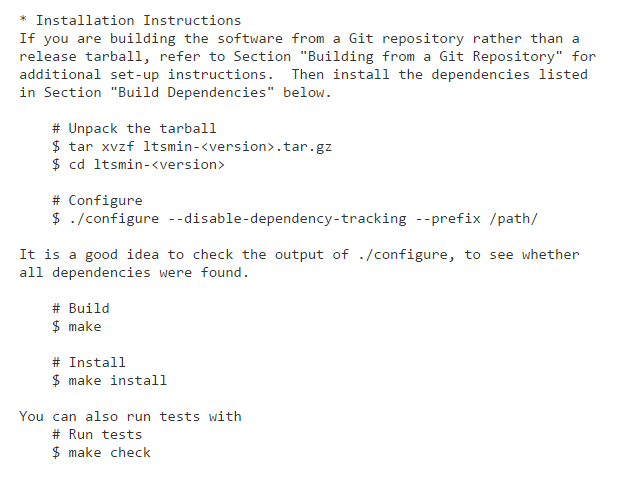 * Installation Instructions
If you are building the software from a Git repository rather than a
release tarball, refer to Section "Building from a Git Repository" for
additional set-up instructions.  Then install the dependencies listed
in Section "Build Dependencies" below.

    # Unpack the tarball
    $ tar xvzf ltsmin-<version>.tar.gz
    $ cd ltsmin-<version>

    # Configure
    $ ./configure --disable-dependency-tracking --prefix /path/

It is a good idea to check the output of ./configure, to see whether
all dependencies were found.

    # Build
    $ make

    # Install
    $ make install

You can also run tests with
    # Run tests
    $ make check